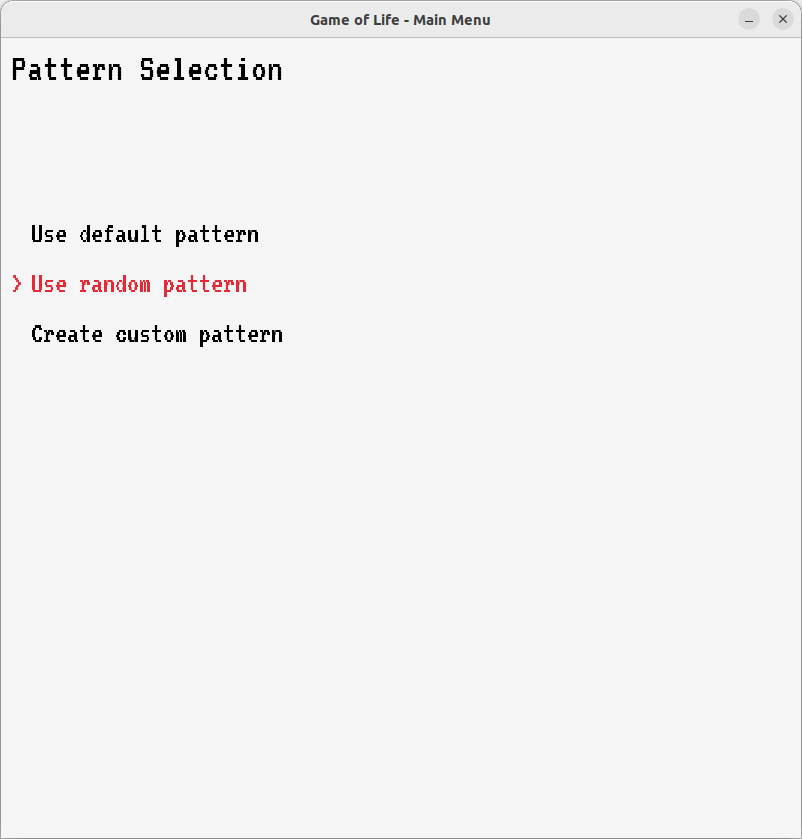 Game of Life - Main Menu
Pattern Selection
Use default pattern
> Use random pattern
Create custom pattern